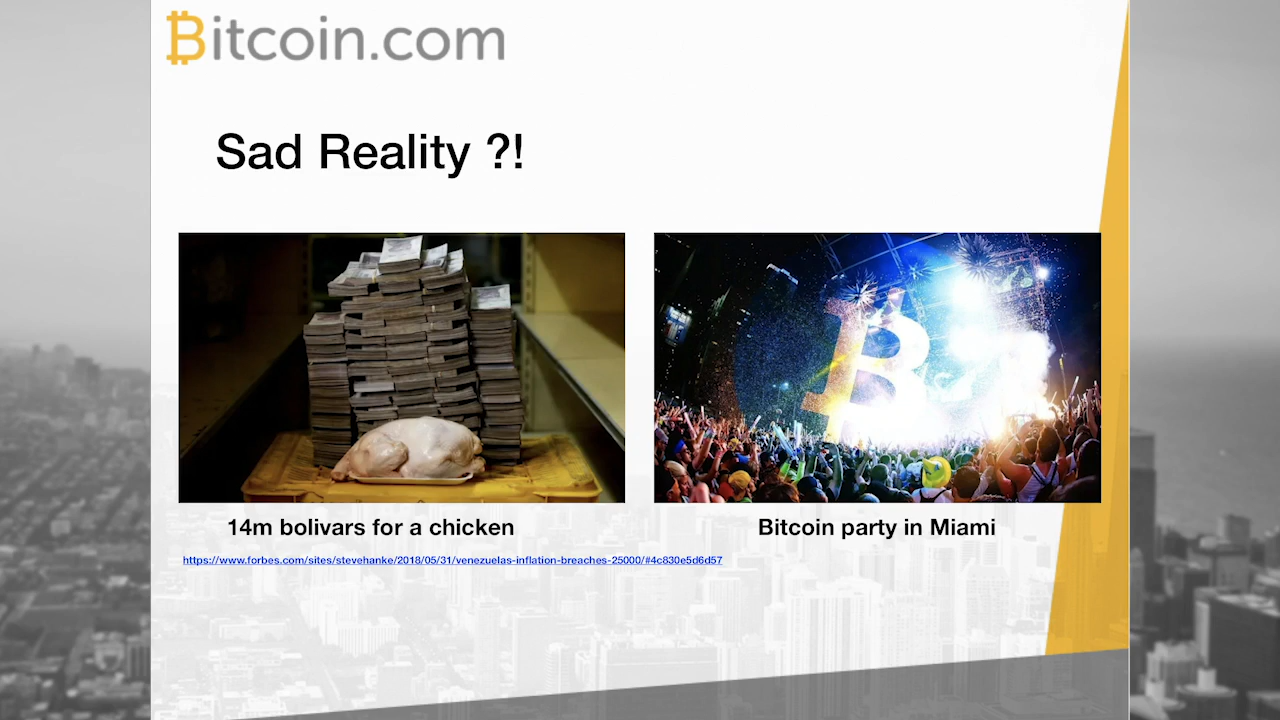 Bitcoin.com
Sad Reality ?!
14m bolivars for a chicken
Bitcoin party in Miami
https://www.forbes.com/sites/stevehanke/2018/05/31/venezuelas-inflation-breaches-25000/#4c830e5d6d57